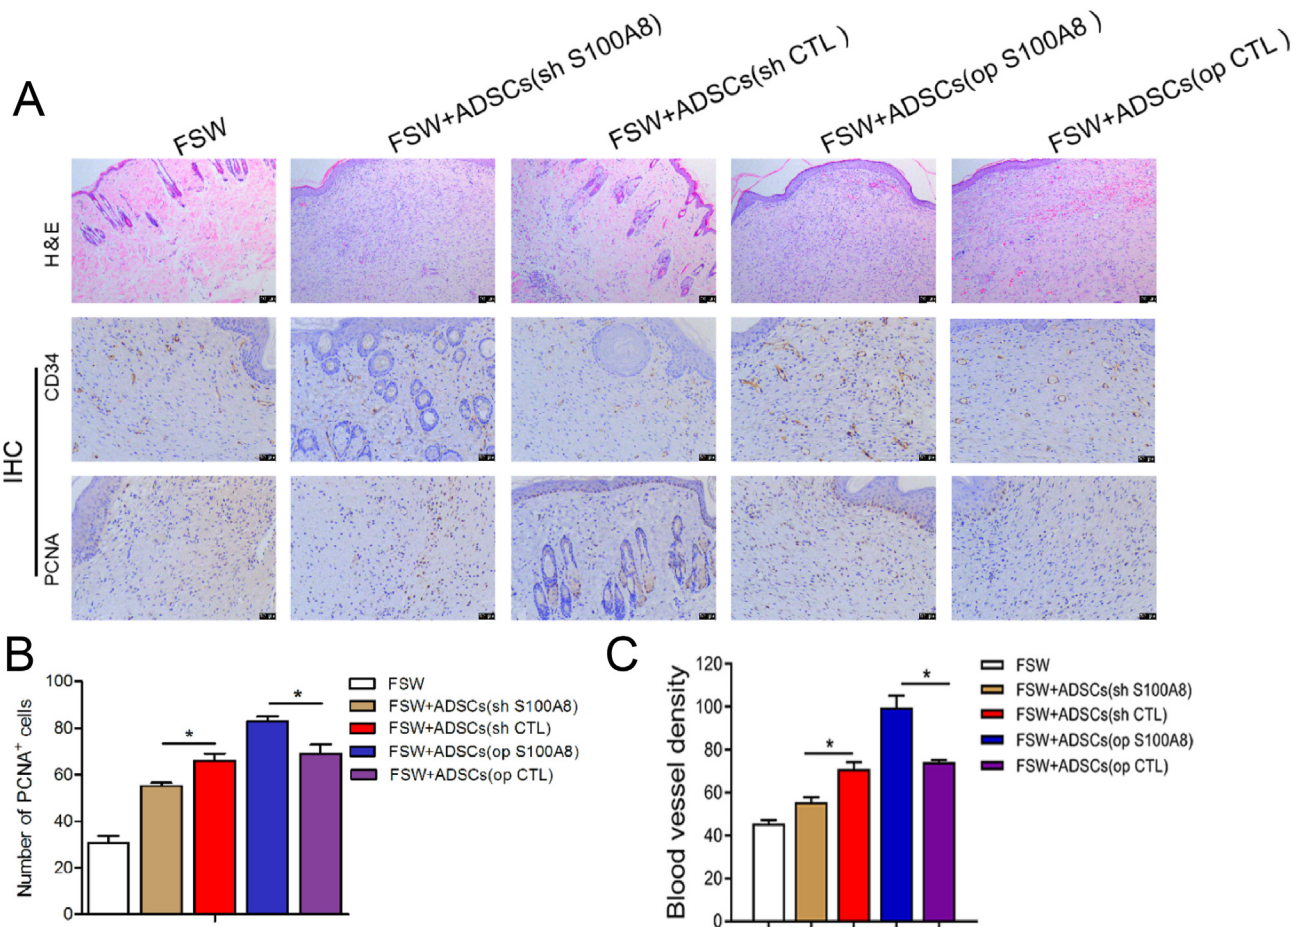 A
FSW
FSW+ADSCs(sh S100A8)
FSW+ADSCs(sh CTL )
FSW+ADSCs(op S100A8 )
FSW+ADSCs(op CTL )
H&E
IHC
CD34
PCNA
B
Number of PCNA+ cells
100
80
60
40
20
0
*
*
FSW
FSW+ADSCs(sh S100A8)
FSW+ADSCs(sh CTL)
FSW+ADSCs(op S100A8)
FSW+ADSCs(op CTL)
C
Blood vessel density
120
100
80
60
40
20
0
*
*
FSW
FSW+ADSCs(sh S100A8)
FSW+ADSCs(sh CTL)
FSW+ADSCs(op S100A8)
FSW+ADSCs(op CTL)